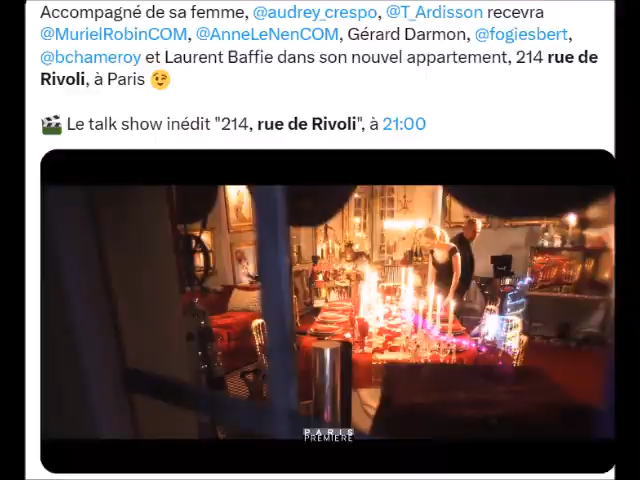 Accompagné de sa femme, @audrey_crespo, @T_Ardisson recevra
@MurielRobinCOM, @AnneLeNenCOM, Gérard Darmon, @fogiesbert,
@bchameroy et Laurent Baffie dans son nouvel appartement, 214 rue de
Rivoli, à Paris 😉
🎬 Le talk show inédit "214, rue de Rivoli", à 21:00
PARIS
PREMIÈRE